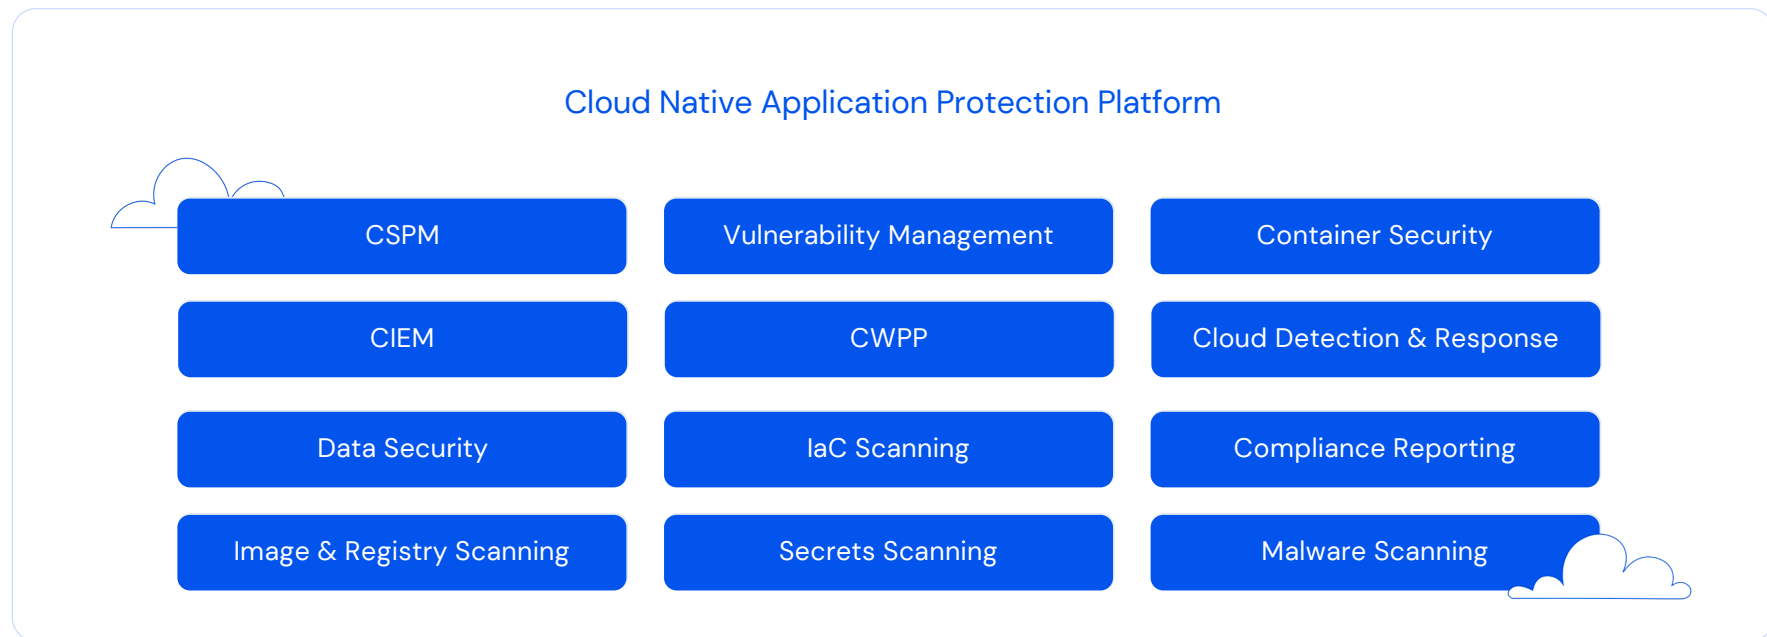 Cloud Native Application Protection Platform
CSPM
Vulnerability Management
Container Security
CIEM
CWPP
Cloud Detection & Response
Data Security
IaC Scanning
Compliance Reporting
Image & Registry Scanning
Secrets Scanning
Malware Scanning